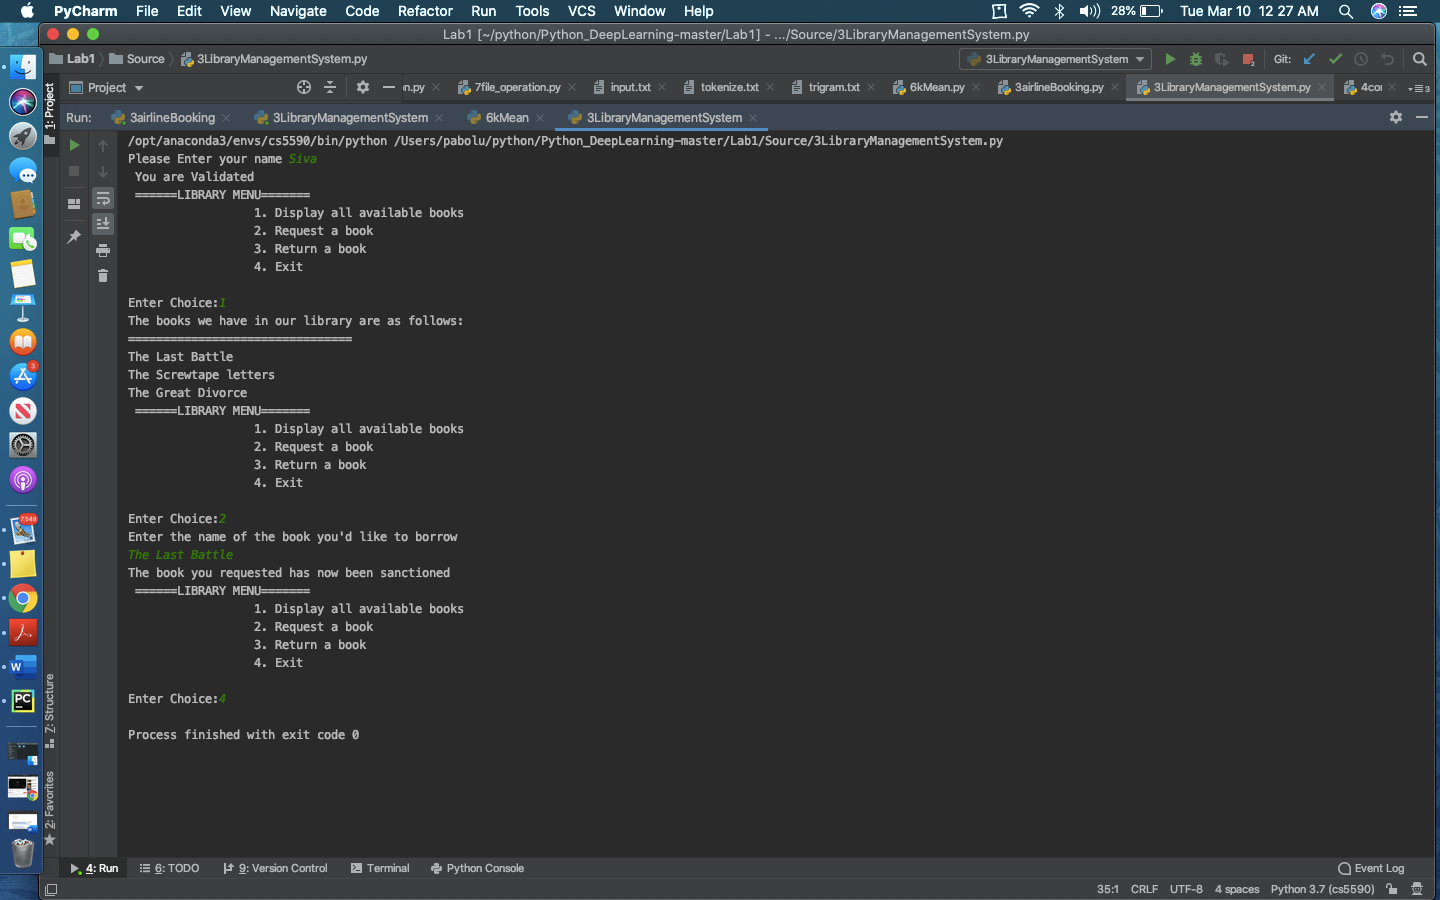 PyCharm File Edit View Navigate Code Refactor Run Tools VCS Window Help 28% Tue Mar 10 12 27 AM
Lab1 [~/python/Python_DeepLearning-master/Lab1] - .../Source/3LibraryManagementSystem.py
Lab1 Source 3LibraryManagementSystem.py 3LibraryManagementSystem Git:
Project n.py 7file_operation.py input.txt tokenize.txt trigram.txt 6kMean.py 3airlineBooking.py 3LibraryManagementSystem.py 4cor
Run: 3airlineBooking 3LibraryManagementSystem 6kMean 3LibraryManagementSystem
/opt/anaconda3/envs/cs5590/bin/python /Users/pabolu/python/Python_DeepLearning-master/Lab1/Source/3LibraryManagementSystem.py
Please Enter your name Siva
You are Validated
======LIBRARY MENU=======
1. Display all available books
2. Request a book
3. Return a book
4. Exit
Enter Choice:1
The books we have in our library are as follows:
================================
The Last Battle
The Screwtape letters
The Great Divorce
======LIBRARY MENU=======
1. Display all available books
2. Request a book
3. Return a book
4. Exit
Enter Choice:2
Enter the name of the book you'd like to borrow
The Last Battle
The book you requested has now been sanctioned
======LIBRARY MENU=======
1. Display all available books
2. Request a book
3. Return a book
4. Exit
Enter Choice:4
Process finished with exit code 0
1: Project
Z: Structure
2: Favorites
3
7,548
W
PC
4: Run 6: TODO 9: Version Control Terminal Python Console Event Log
35:1 CRLF UTF-8 4 spaces Python 3.7 (cs5590)